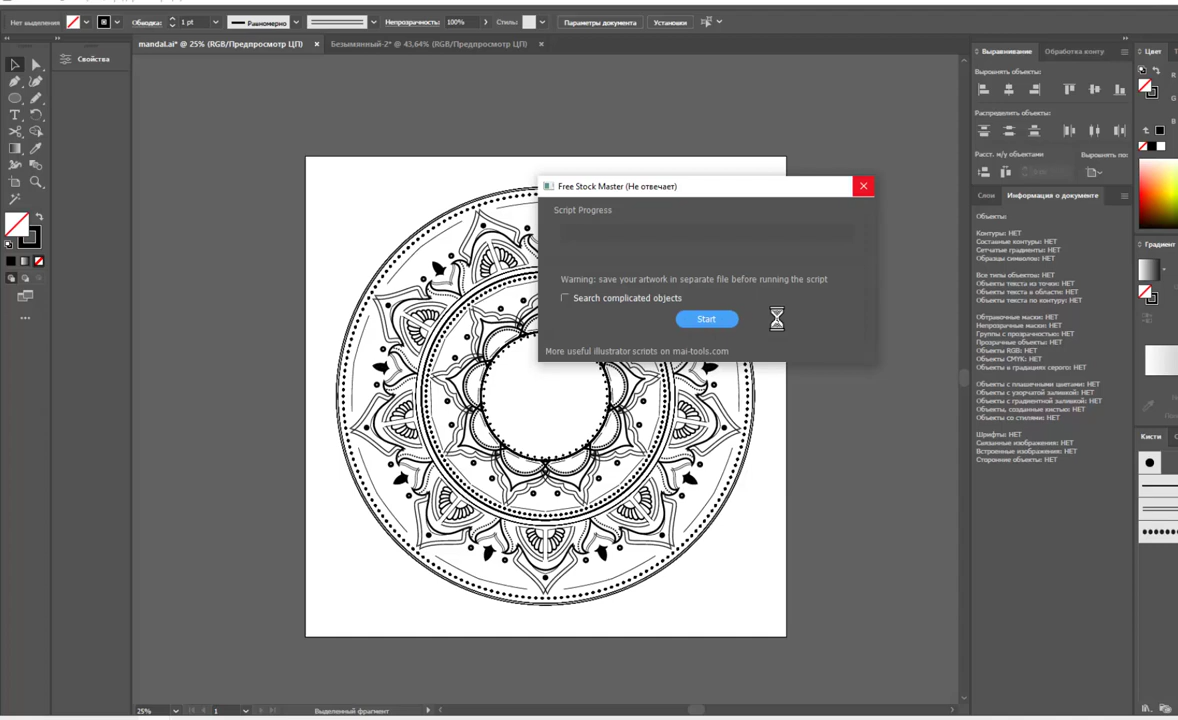 Нет выделения
Обводка:
1 pt
Равномерно
Непрозрачность:
100%
Стиль:
Параметры документа
Установки
mandal.ai* @ 25% (RGB/Предпросмотр ЦП)
Безымянный-2* @ 43,64% (RGB/Предпросмотр ЦП)
Свойства
Выравнивание
Обработка конту
Выровнять объекты:
Распределить объекты:
Расст. м/у объектами
Выровнять по:
Слои
Информация о документе
Объекты:
Контуры: НЕТ
Составные контуры: НЕТ
Сетчатые градиенты: НЕТ
Образцы символов: НЕТ
Все типы объектов: НЕТ
Объекты текста из точки: НЕТ
Объекты текста в области: НЕТ
Объекты текста по контуру: НЕТ
Обтравочные маски: НЕТ
Непрозрачные маски: НЕТ
Группы с прозрачностью: НЕТ
Прозрачные объекты: НЕТ
Объекты RGB: НЕТ
Объекты CMYK: НЕТ
Объекты в градациях серого: НЕТ
Объекты с плашечными цветами: НЕТ
Объекты с узорчатой заливкой: НЕТ
Объекты с градиентной заливкой: НЕТ
Объекты, созданные кистью: НЕТ
Объекты со стилями: НЕТ
Шрифты: НЕТ
Связанные изображения: НЕТ
Встроенные изображения: НЕТ
Сторонние объекты: НЕТ
Цвет
R
G
B
Градиент
Кисти
Free Stock Master (Не отвечает)
Script Progress
Warning: save your artwork in separate file before running the script
Search complicated objects
Start
More useful illustrator scripts on mai-tools.com
25%
1
Выделенный фрагмент